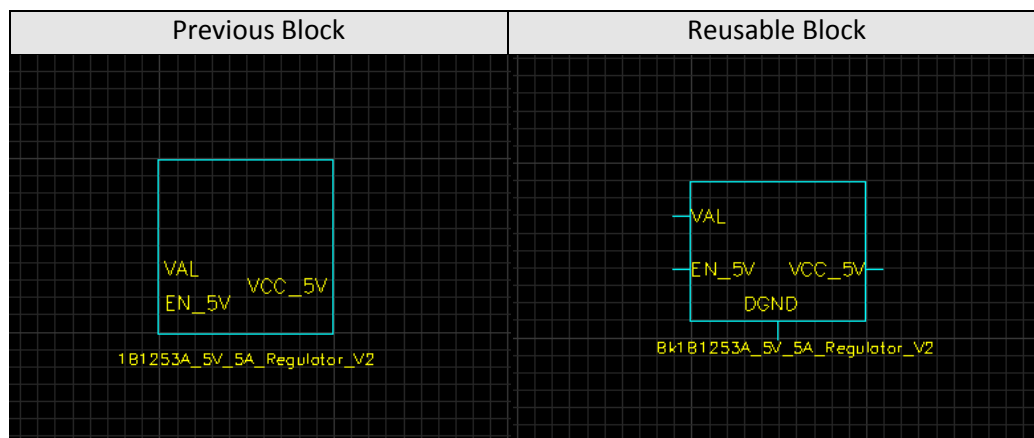 Previous Block
Reusable Block
VAL
EN_5V
VCC_5V
1B1253A_5V_5A_Regulator_V2
VAL
EN_5V
VCC_5V
DGND
Bk1B1253A_5V_5A_Regulator_V2